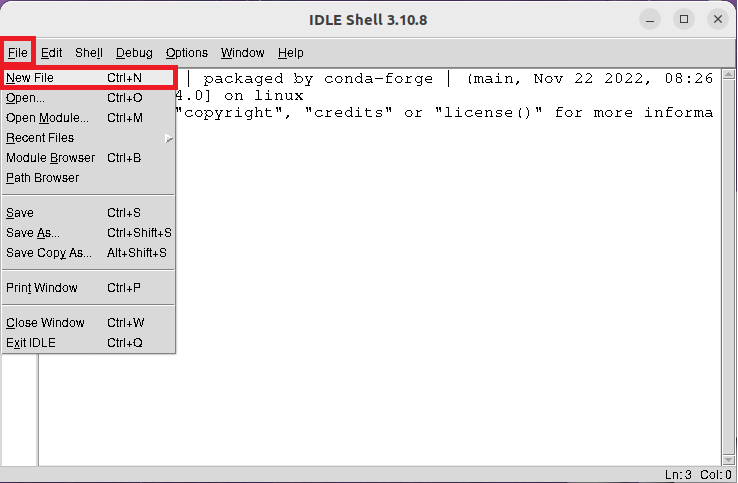 IDLE Shell 3.10.8
File Edit Shell Debug Options Window Help
| packaged by conda-forge | (main, Nov 22 2022, 08:26
4.0] on linux
"copyright", "credits" or "license()" for more informa
New File Ctrl+N
Open... Ctrl+O
Open Module... Ctrl+M
Recent Files
Module Browser Ctrl+B
Path Browser
Save Ctrl+S
Save As... Ctrl+Shift+S
Save Copy As... Alt+Shift+S
Print Window Ctrl+P
Close Window Ctrl+W
Exit IDLE Ctrl+Q
Ln: 3 Col: 0